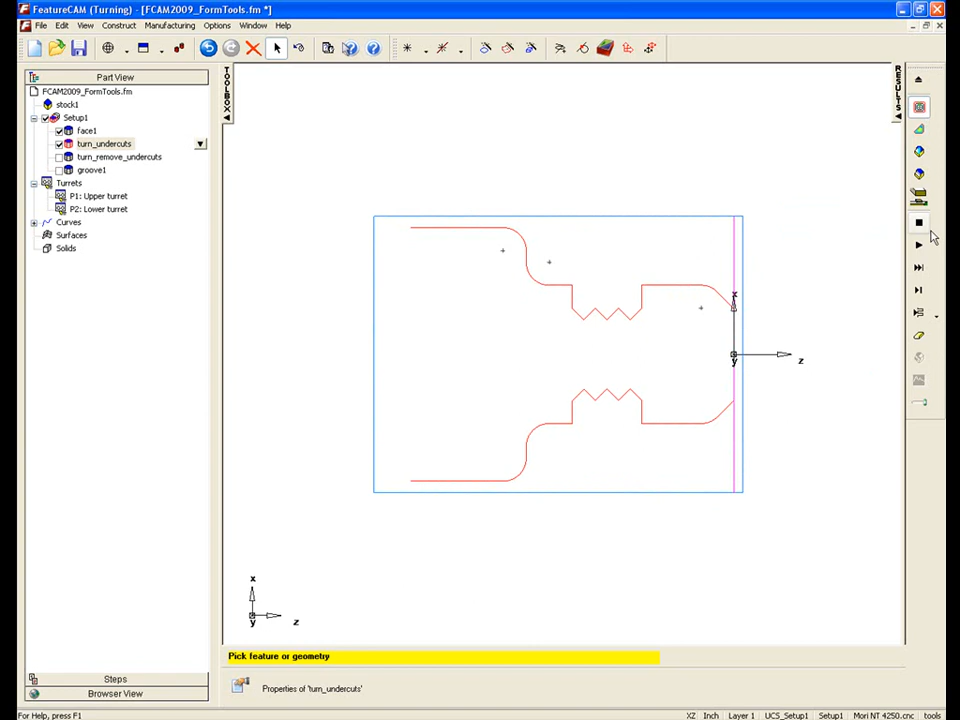 FeatureCAM (Turning) - [FCAM2009_FormTools.fm *]
File Edit View Construct Manufacturing Options Window Help
Part View
FCAM2009_FormTools.fm
stock1
Setup1
face1
turn_undercuts
turn_remove_undercuts
groove1
Turrets
P1: Upper turret
P2: Lower turret
Curves
Surfaces
Solids
TOOLBOX
RESULTS
x
z
y
x
z
y
Steps
Browser View
Pick feature or geometry
Properties of 'turn_undercuts'
For Help, press F1
XZ Inch Layer 1 UCS_Setup1 Setup1 Mori NT 4250.cnc tools